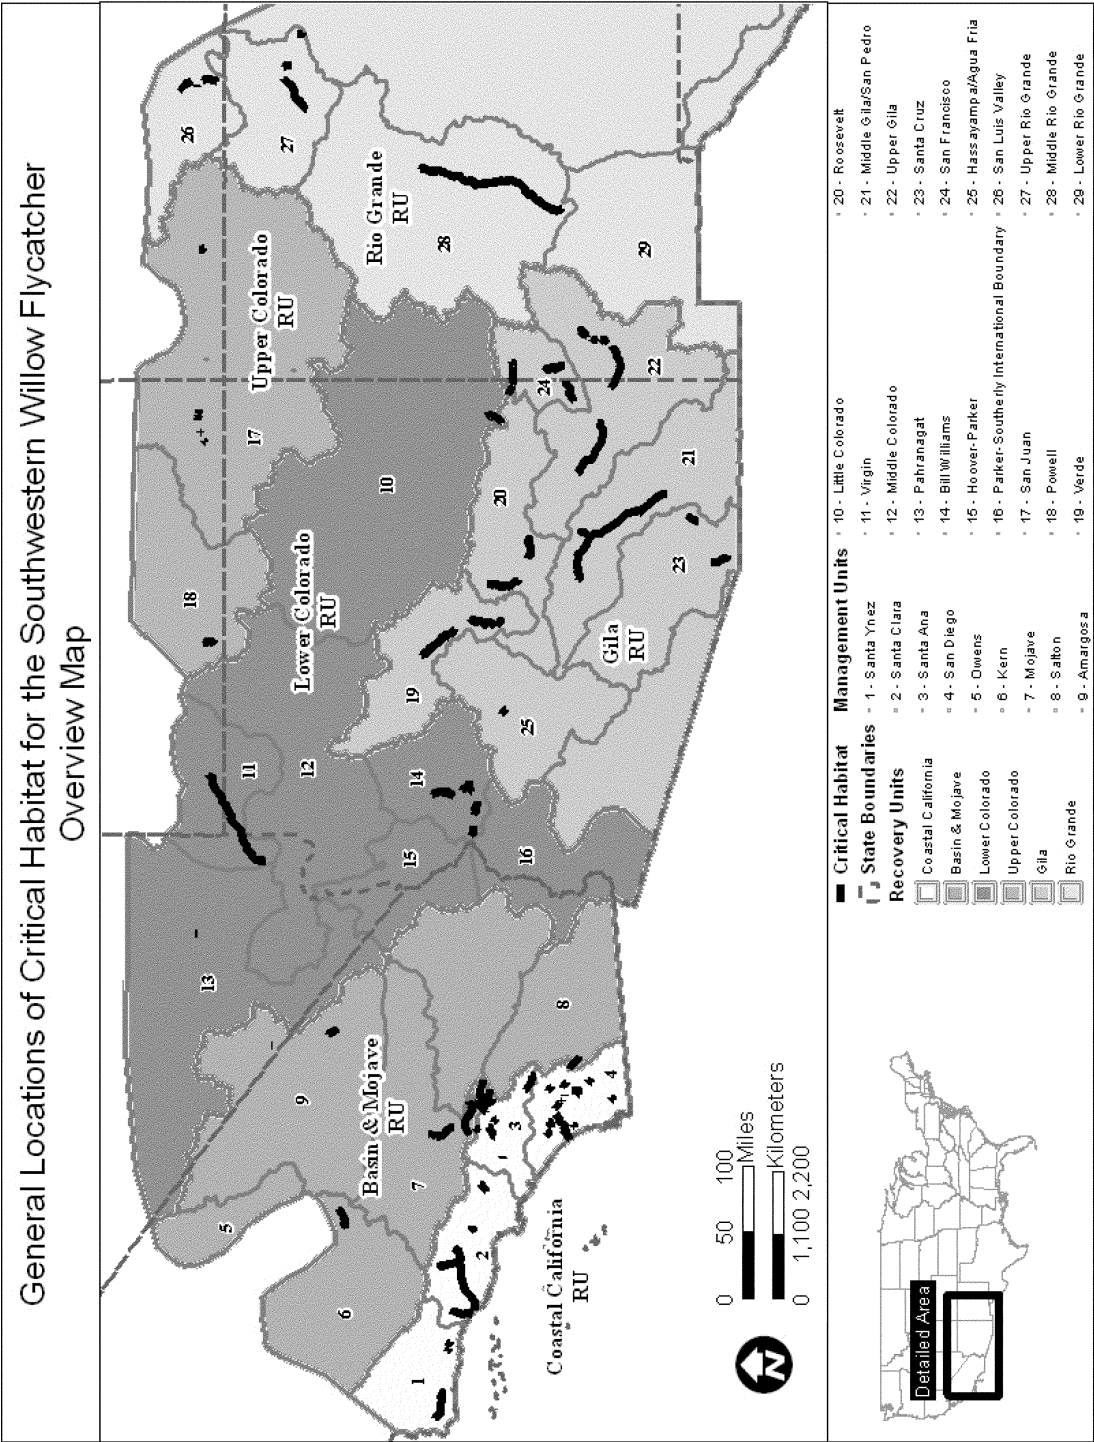 General Locations of Critical Habitat for the Southwestern Willow Flycatcher
Overview Map
26
27
Rio Grande
RU
28
29
Upper Colorado
RU
17
18
10
Lower Colorado
RU
11
12
13
14
15
16
19
20
21
22
23
24
25
Gila
RU
Basin & Mojave
RU
5
6
7
8
9
1
2
3
4
Coastal California
RU
N
0 50 100
Miles
Kilometers
0 1,100 2,200
Detailed Area
Critical Habitat
State Boundaries
Recovery Units
Coastal California
Basin & Mojave
Lower Colorado
Upper Colorado
Gila
Rio Grande
Management Units
1 - Santa Ynez
2 - Santa Clara
3 - Santa Ana
4 - San Diego
5 - Owens
6 - Kern
7 - Mojave
8 - Salton
9 - Amargosa
10 - Little Colorado
11 - Virgin
12 - Middle Colorado
13 - Pahranagat
14 - Bill Williams
15 - Hoover-Parker
16 - Parker-Southerly International Boundary
17 - San Juan
18 - Powell
19 - Verde
20 - Roosevelt
21 - Middle Gila/San Pedro
22 - Upper Gila
23 - Santa Cruz
24 - San Francisco
25 - Hassayampa/Agua Fria
26 - San Luis Valley
27 - Upper Rio Grande
28 - Middle Rio Grande
29 - Lower Rio Grande